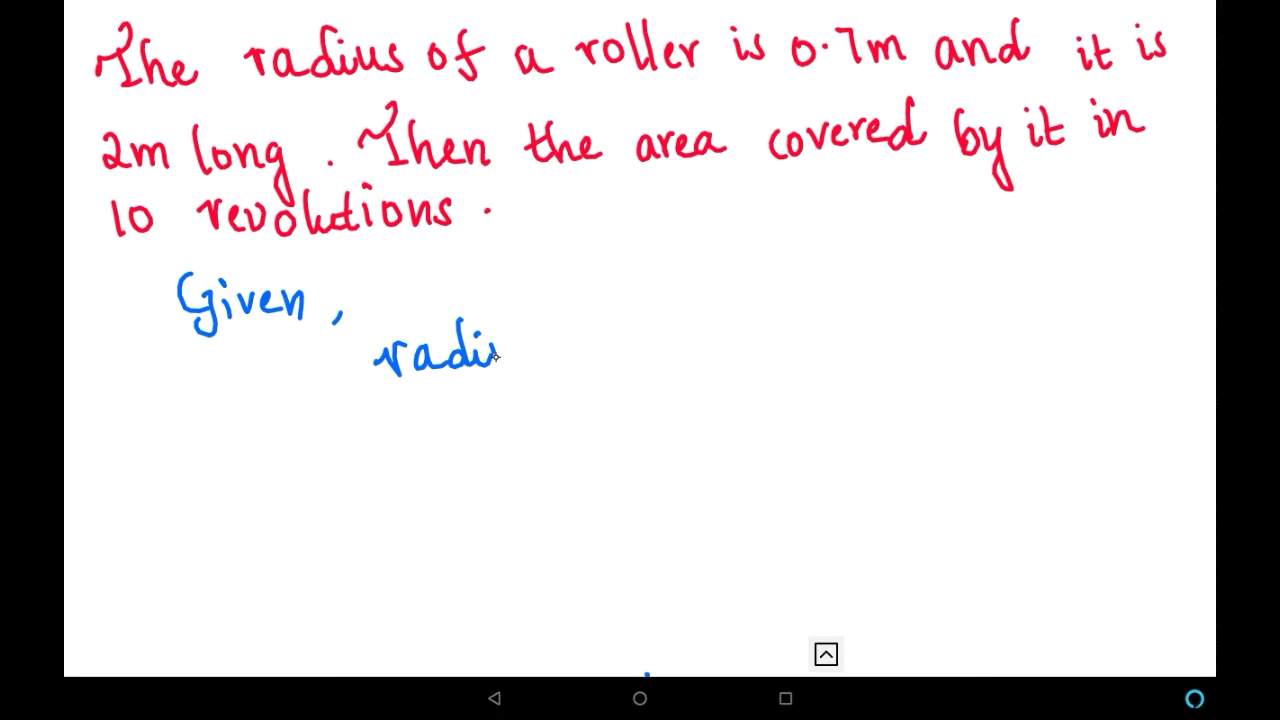 The radius of a roller is 0.7m and it is
2m long. Then the area covered by it in
10 revolutions.
Given,
radi